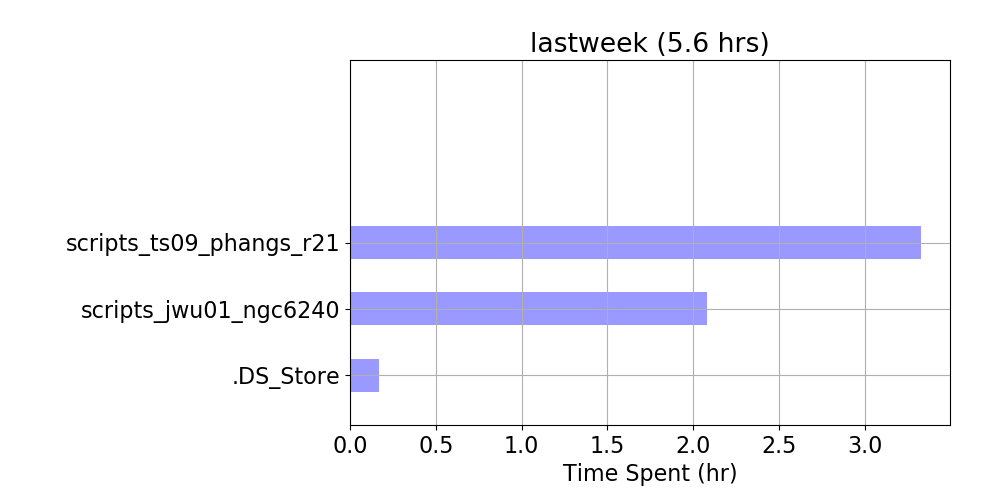 lastweek (5.6 hrs)
scripts_ts09_phangs_r21
scripts_jwu01_ngc6240
.DS_Store
0.0 0.5 1.0 1.5 2.0 2.5 3.0
Time Spent (hr)